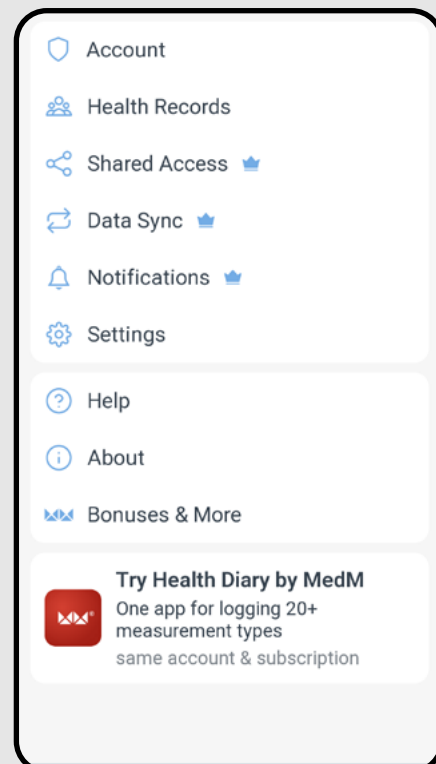 Account
Health Records
Shared Access
Data Sync
Notifications
Settings
Help
About
Bonuses & More
Try Health Diary by MedM
One app for logging 20+
measurement types
same account & subscription